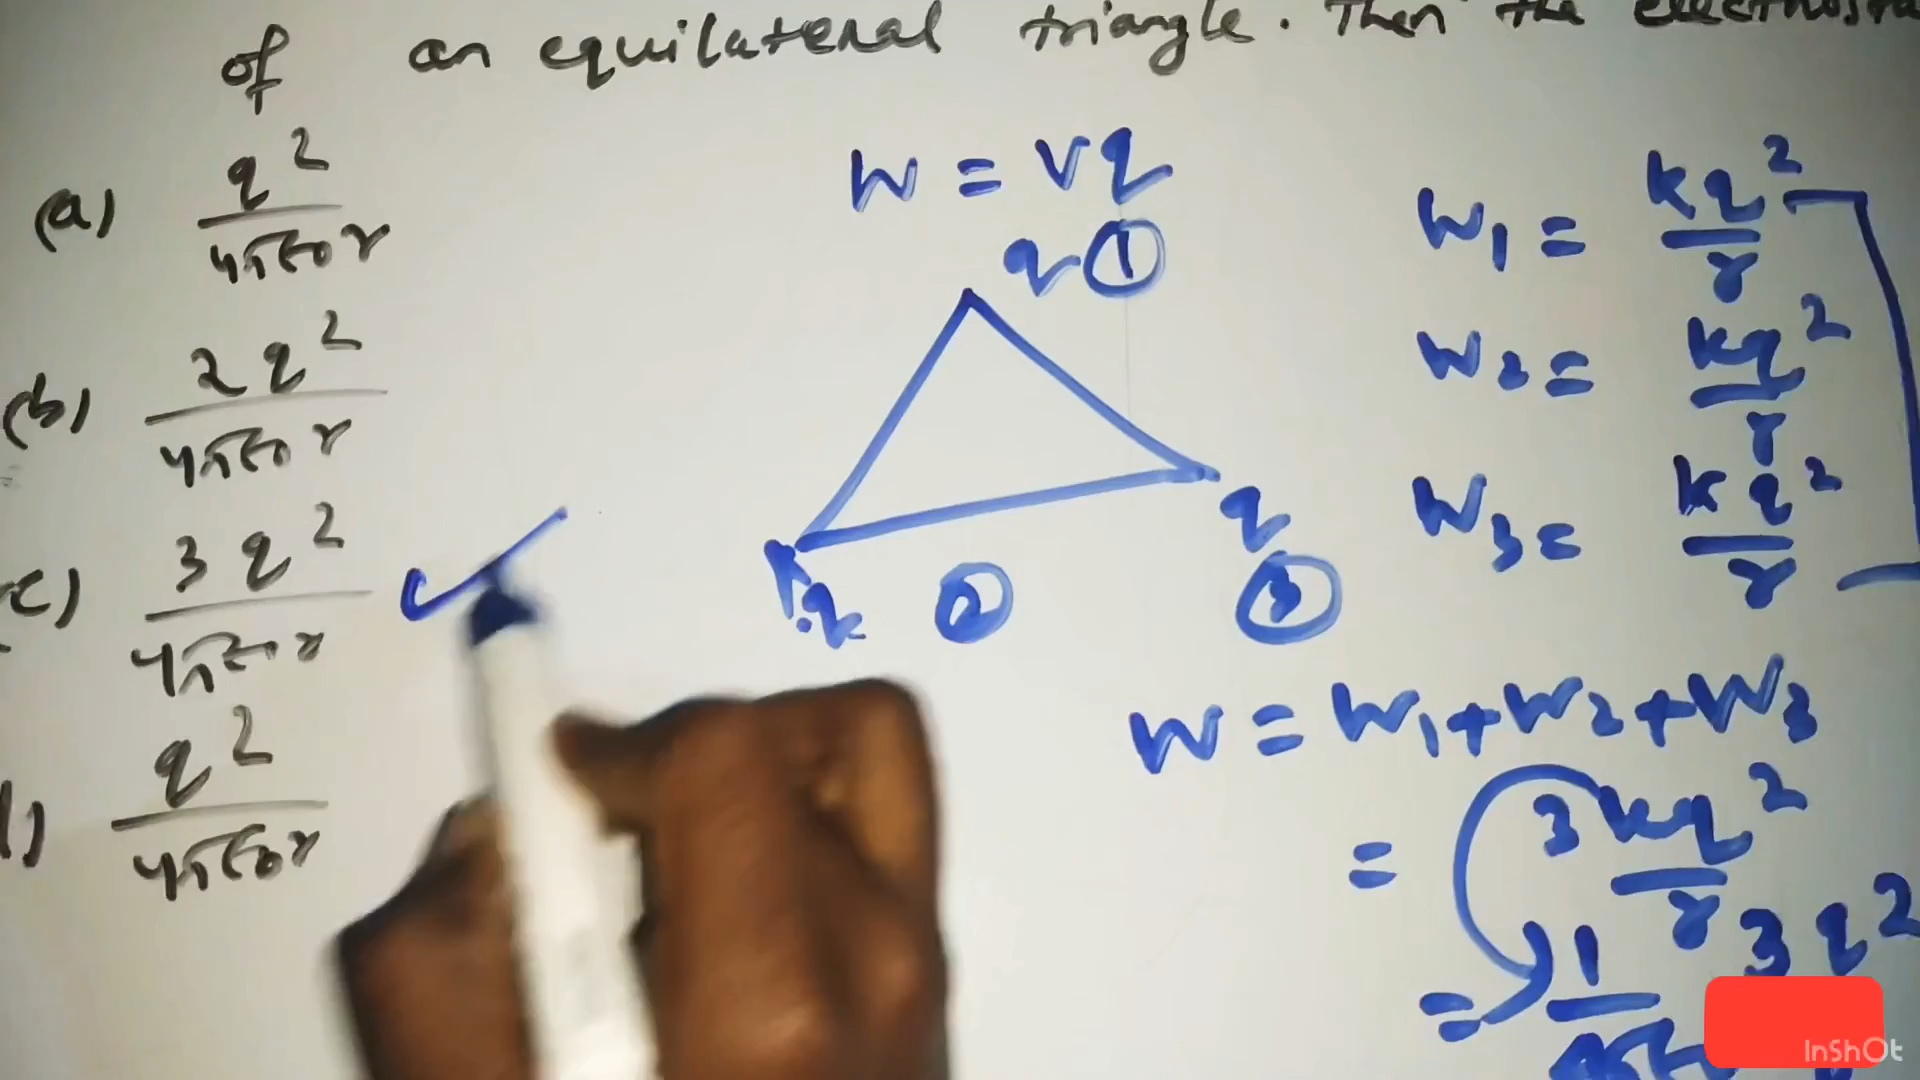 of an equilateral triangle. Then the electrosta
(a) q² / 4πε0r
(b) 2q² / 4πε0r
c) 3q² / 4πε0r
q² / 4πε0r
W = Vq
q ①
q ②
q ③
W1 = kq² / r
W2 = kq² / r
W3 = kq² / r
W = W1 + W2 + W3
= 3kq² / r
= 1
3q²
InShOt